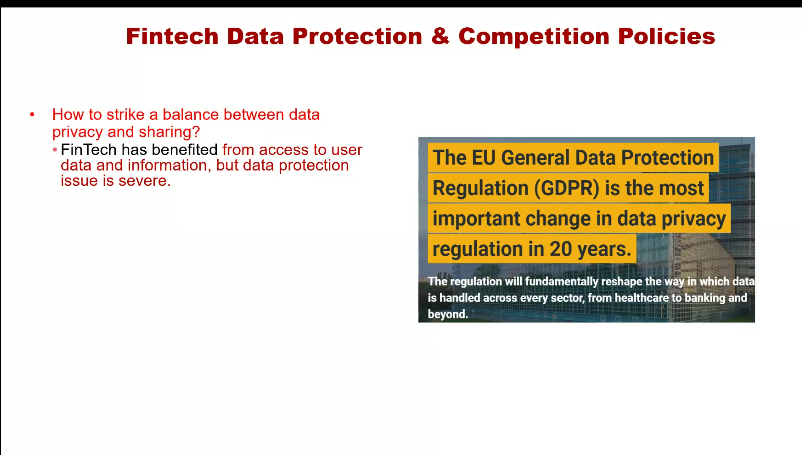 Fintech Data Protection & Competition Policies
• How to strike a balance between data
privacy and sharing?
• FinTech has benefited from access to user
data and information, but data protection
issue is severe.
The EU General Data Protection
Regulation (GDPR) is the most
important change in data privacy
regulation in 20 years.
The regulation will fundamentally reshape the way in which data
is handled across every sector, from healthcare to banking and
beyond.